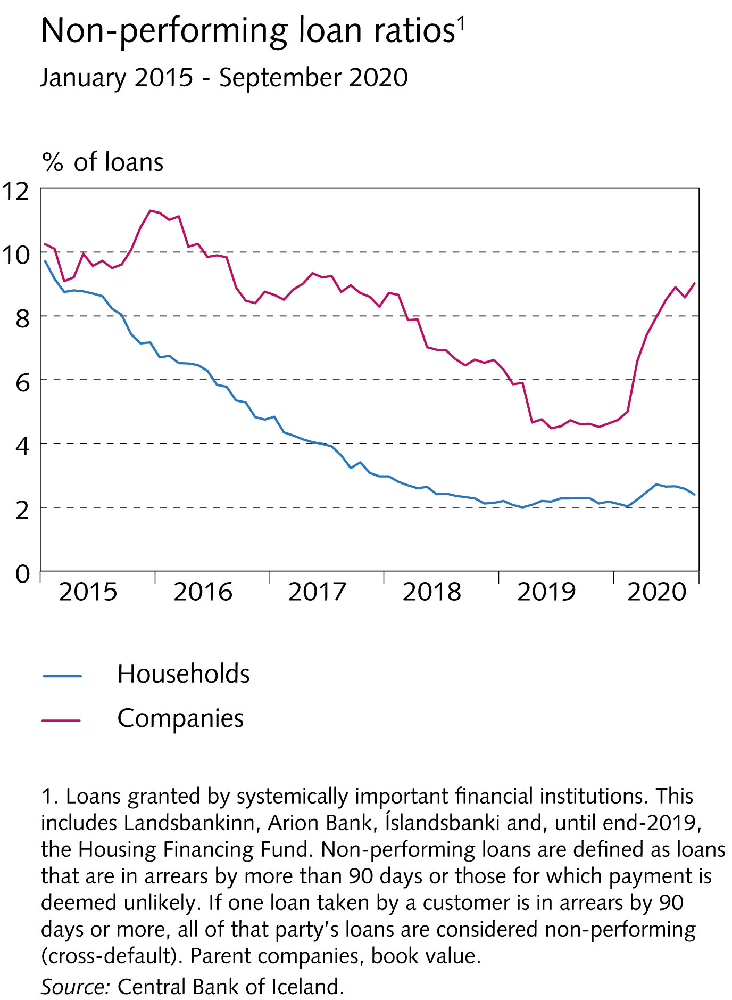 Non-performing loan ratios¹
January 2015 - September 2020
% of loans
12
10
8
6
4
2
0
2015 2016 2017 2018 2019 2020
Households
Companies
1. Loans granted by systemically important financial institutions. This
includes Landsbankinn, Arion Bank, Íslandsbanki and, until end-2019,
the Housing Financing Fund. Non-performing loans are defined as loans
that are in arrears by more than 90 days or those for which payment is
deemed unlikely. If one loan taken by a customer is in arrears by 90
days or more, all of that party’s loans are considered non-performing
(cross-default). Parent companies, book value.
Source: Central Bank of Iceland.